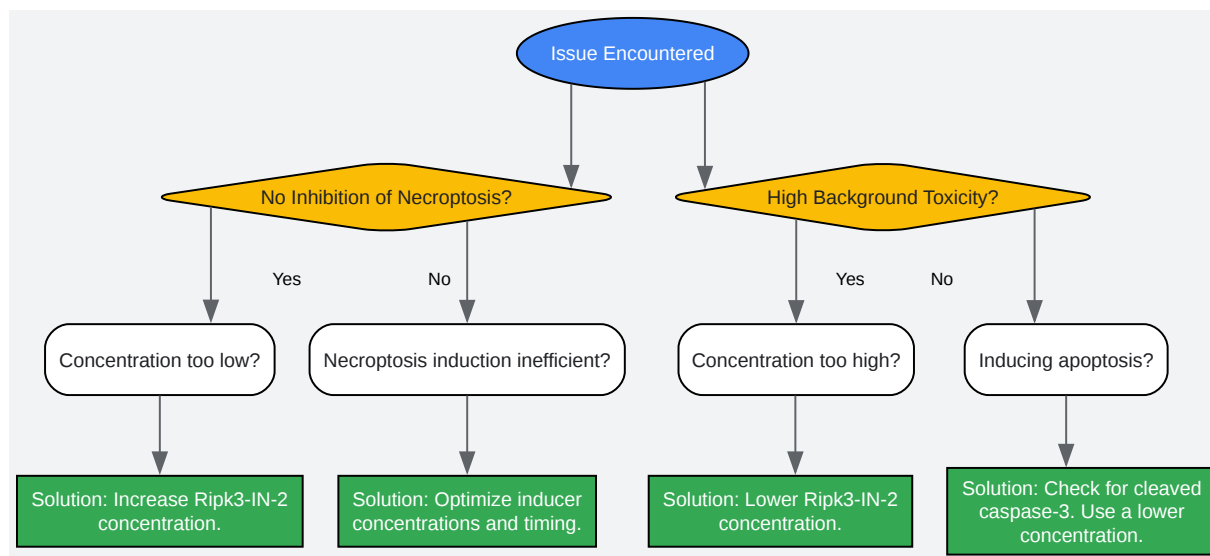 Issue Encountered
No Inhibition of Necroptosis?
High Background Toxicity?
Yes
No
Yes
No
Concentration too low?
Necroptosis induction inefficient?
Concentration too high?
Inducing apoptosis?
Solution: Increase Ripk3-IN-2
concentration.
Solution: Optimize inducer
concentrations and timing.
Solution: Lower Ripk3-IN-2
concentration.
Solution: Check for cleaved
caspase-3. Use a lower
concentration.